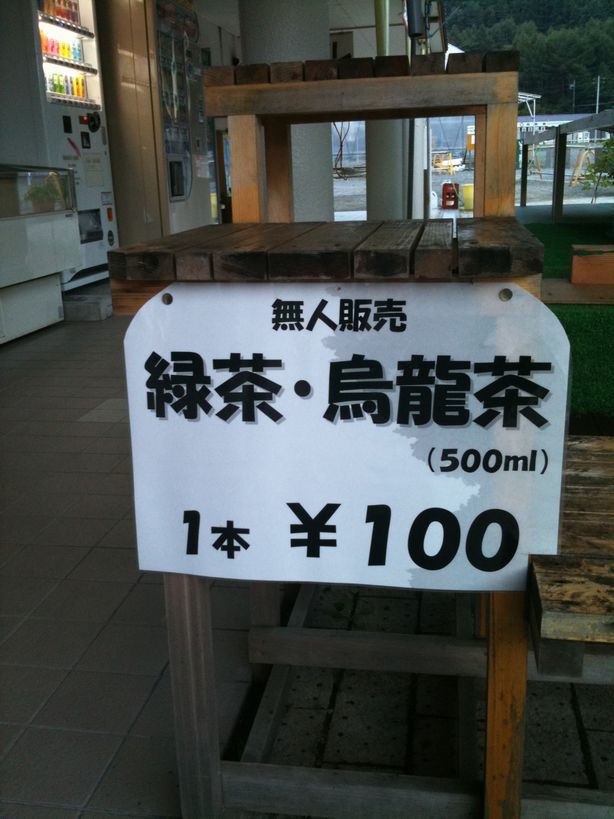 無人販売
緑茶・烏龍茶
(500ml)
1本 ¥100